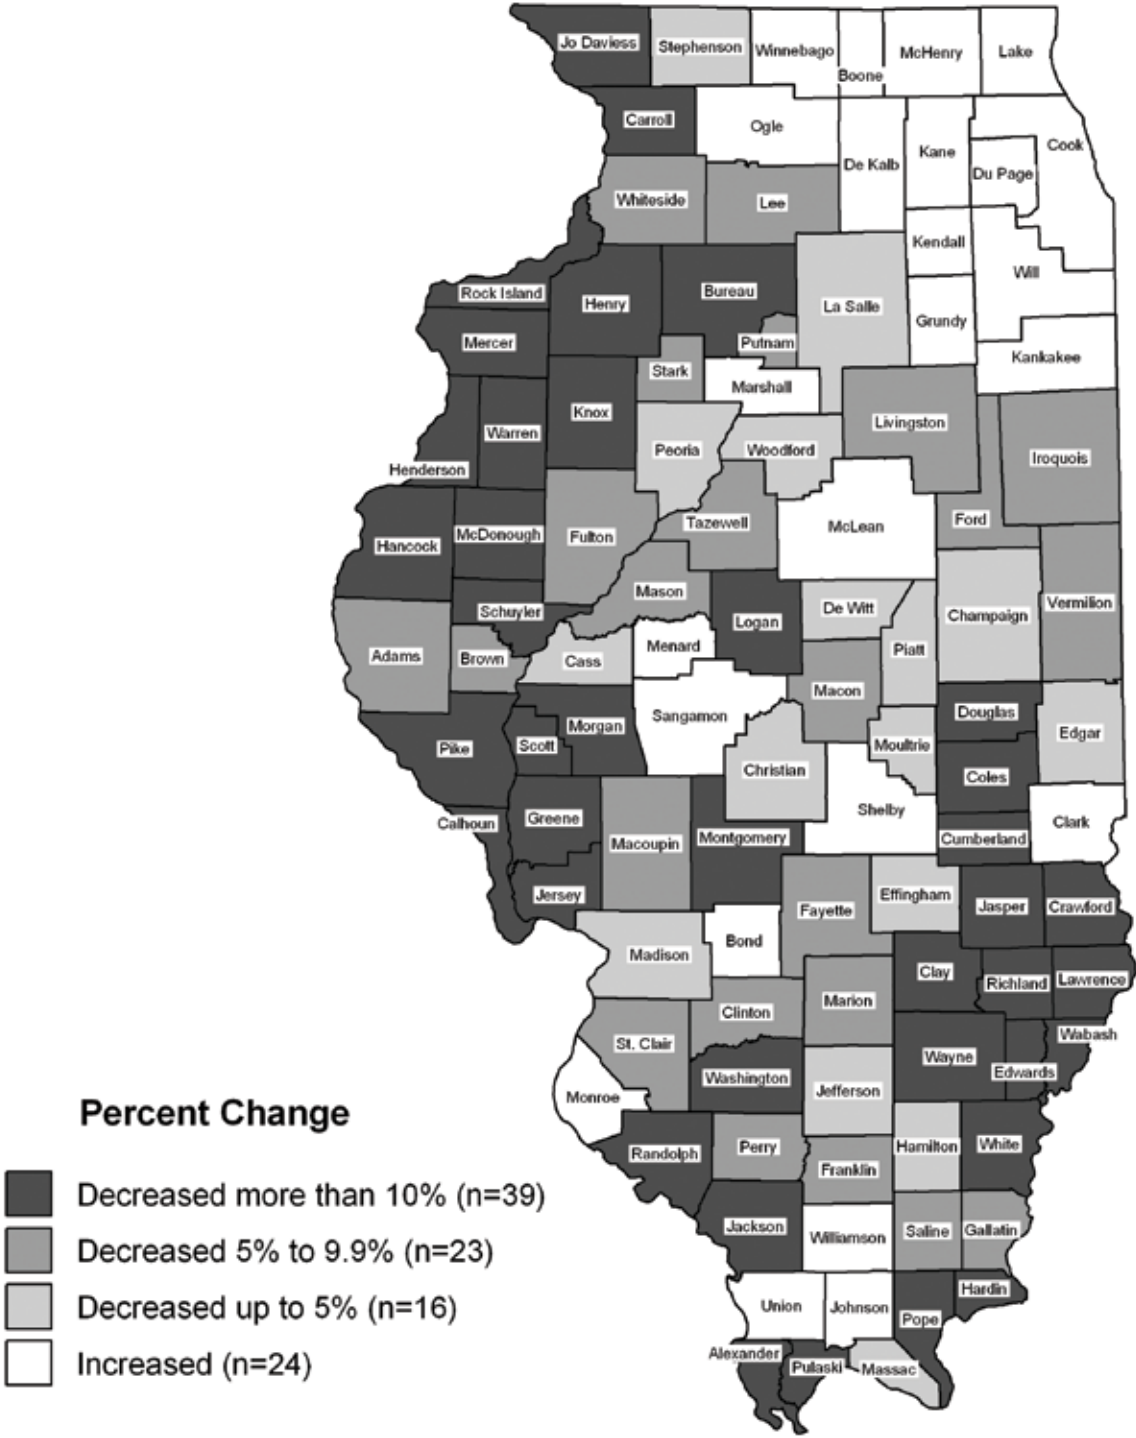 Jo Daviess
Stephenson
Winnebago
Boone
McHenry
Lake
Carroll
Ogle
De Kalb
Kane
Du Page
Cook
Whiteside
Lee
Kendall
Will
Rock Island
Henry
Bureau
La Salle
Grundy
Mercer
Putnam
Kankakee
Stark
Marshall
Knox
Warren
Henderson
Peoria
Woodford
Livingston
Iroquois
Hancock
McDonough
Fulton
Tazewell
McLean
Ford
Schuyler
Mason
Logan
De Witt
Champaign
Vermilion
Adams
Brown
Cass
Menard
Piatt
Macon
Pike
Scott
Morgan
Sangamon
Douglas
Edgar
Christian
Moultrie
Coles
Calhoun
Greene
Macoupin
Montgomery
Shelby
Cumberland
Clark
Jersey
Fayette
Effingham
Jasper
Crawford
Madison
Bond
Clay
Richland
Lawrence
Clinton
Marion
St. Clair
Wayne
Edwards
Wabash
Monroe
Washington
Jefferson
Randolph
Perry
Franklin
Hamilton
White
Jackson
Williamson
Saline
Gallatin
Union
Johnson
Pope
Hardin
Alexander
Pulaski
Massac
Percent Change
Decreased more than 10% (n=39)
Decreased 5% to 9.9% (n=23)
Decreased up to 5% (n=16)
Increased (n=24)